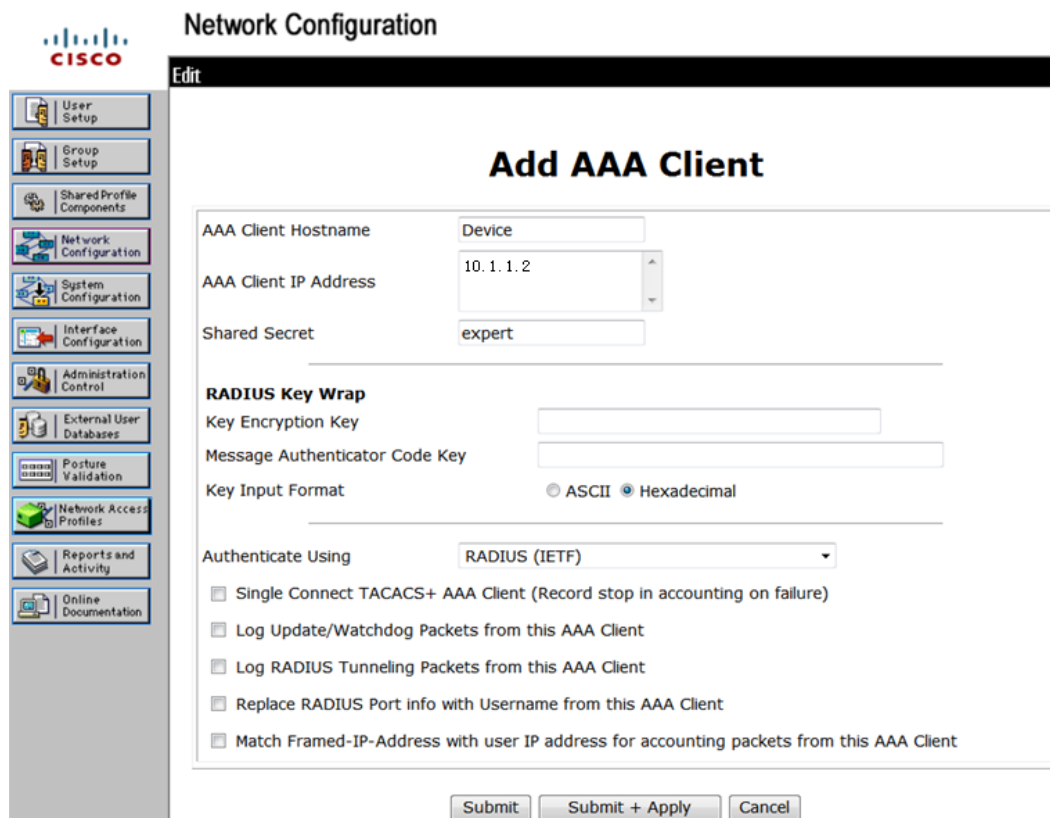 CISCO
Network Configuration
Edit
User
Setup
Group
Setup
Shared Profile
Components
Network
Configuration
System
Configuration
Interface
Configuration
Administration
Control
External User
Databases
Posture
Validation
Network Access
Profiles
Reports and
Activity
Online
Documentation
Add AAA Client
AAA Client Hostname Device
AAA Client IP Address 10.1.1.2
Shared Secret expert
RADIUS Key Wrap
Key Encryption Key
Message Authenticator Code Key
Key Input Format ASCII Hexadecimal
Authenticate Using RADIUS (IETF)
Single Connect TACACS+ AAA Client (Record stop in accounting on failure)
Log Update/Watchdog Packets from this AAA Client
Log RADIUS Tunneling Packets from this AAA Client
Replace RADIUS Port info with Username from this AAA Client
Match Framed-IP-Address with user IP address for accounting packets from this AAA Client
Submit Submit + Apply Cancel